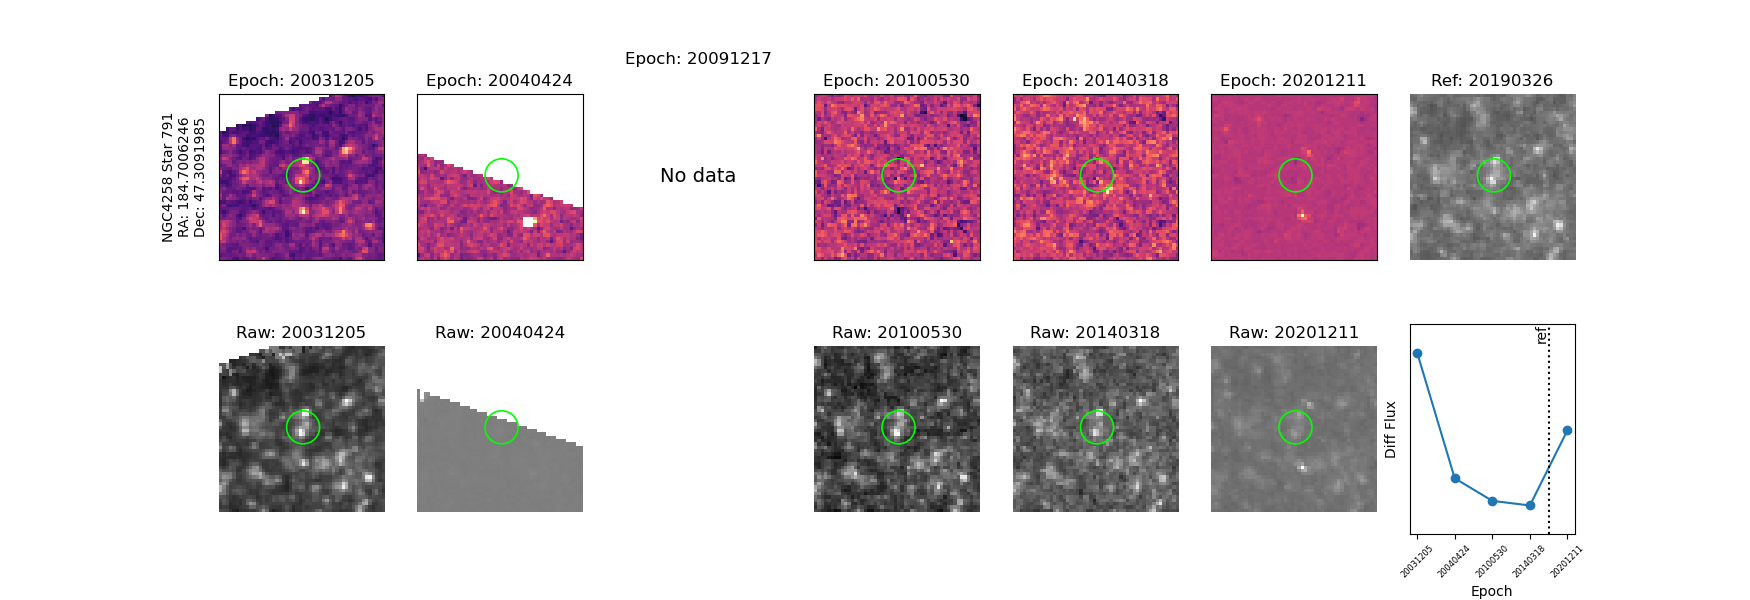 Epoch: 20091217
Epoch: 20031205
Epoch: 20040424
Epoch: 20100530
Epoch: 20140318
Epoch: 20201211
Ref: 20190326
NGC4258 Star 791
RA: 184.7006246
Dec: 47.3091985
No data
Raw: 20031205
Raw: 20040424
Raw: 20100530
Raw: 20140318
Raw: 20201211
ref
Diff Flux
20031205
20040424
20100530
20140318
20201211
Epoch